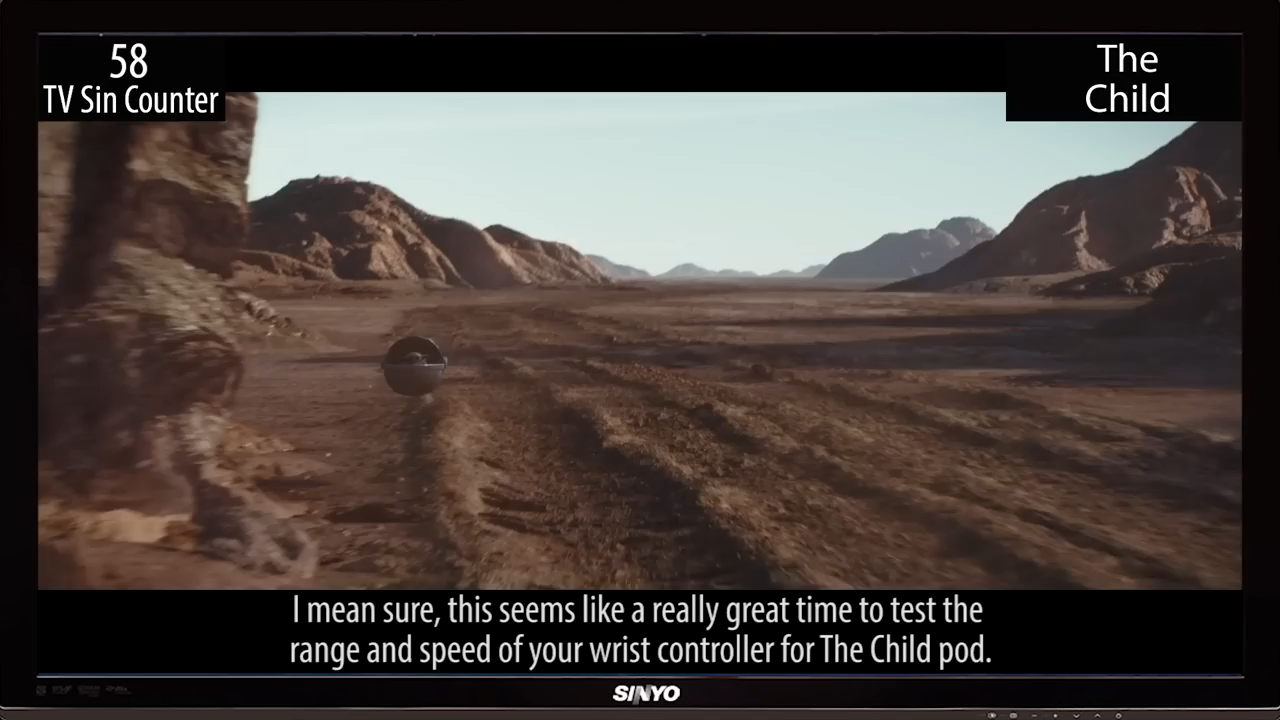 58
TV Sin Counter
The
Child
I mean sure, this seems like a really great time to test the
range and speed of your wrist controller for The Child pod.
SINYO